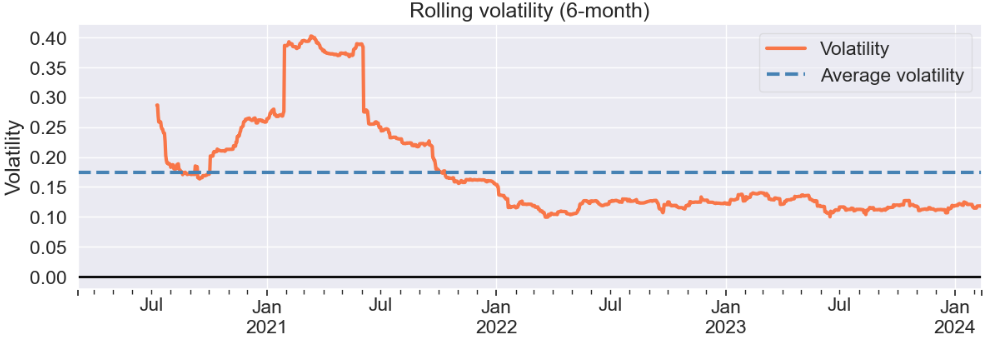 Rolling volatility (6-month)
Volatility
Average volatility
Volatility
0.40
0.35
0.30
0.25
0.20
0.15
0.10
0.05
0.00
Jul Jan Jul Jan Jul Jan Jul Jan
2021 2022 2023 2024